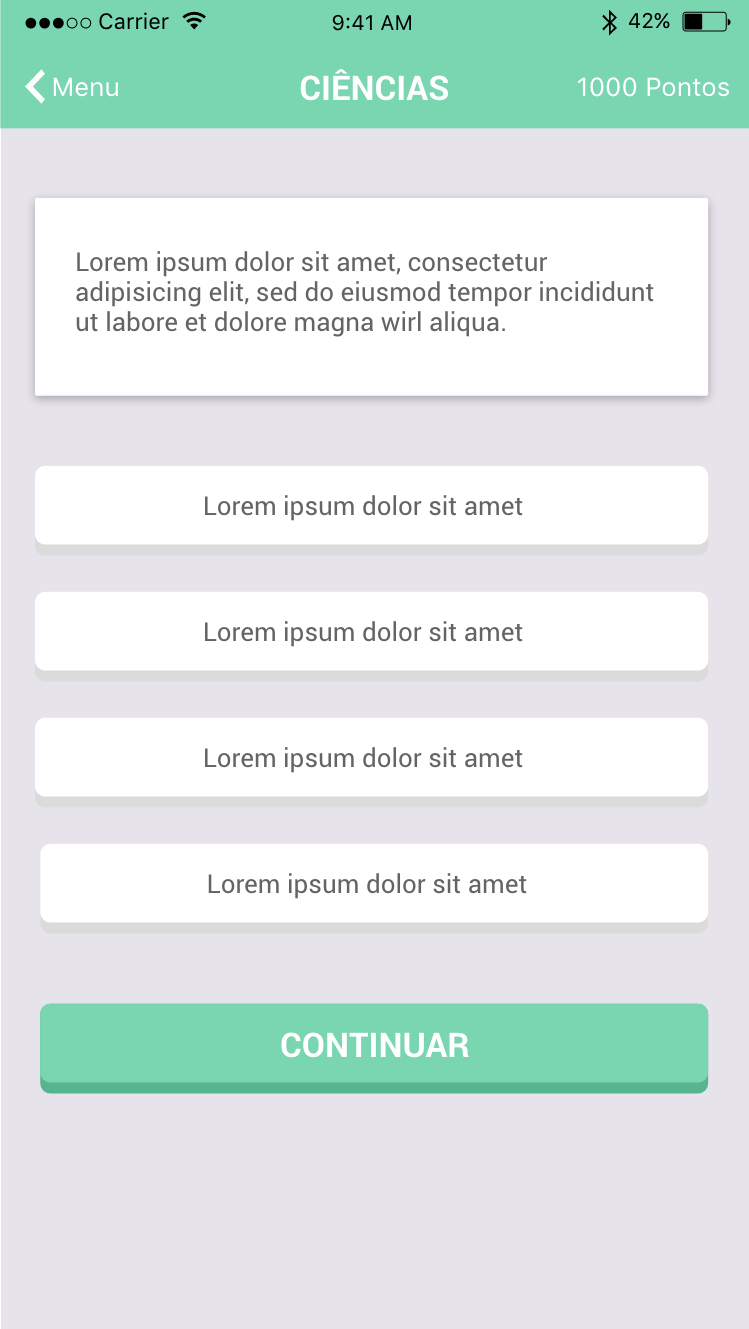 Carrier 9:41 AM 42%
Menu CIÊNCIAS 1000 Pontos
Lorem ipsum dolor sit amet, consectetur
adipisicing elit, sed do eiusmod tempor incididunt
ut labore et dolore magna wirl aliqua.
Lorem ipsum dolor sit amet
Lorem ipsum dolor sit amet
Lorem ipsum dolor sit amet
Lorem ipsum dolor sit amet
CONTINUAR